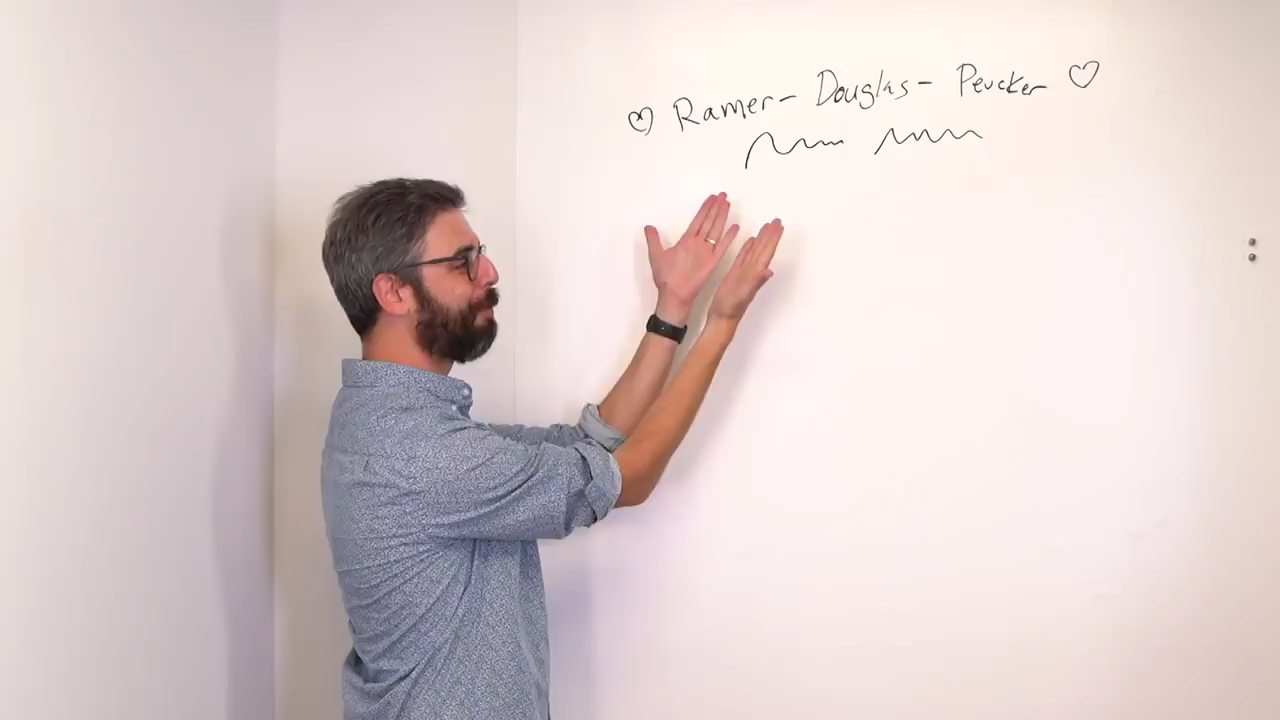 ♡ Ramer- Douglas- Peucker ♡